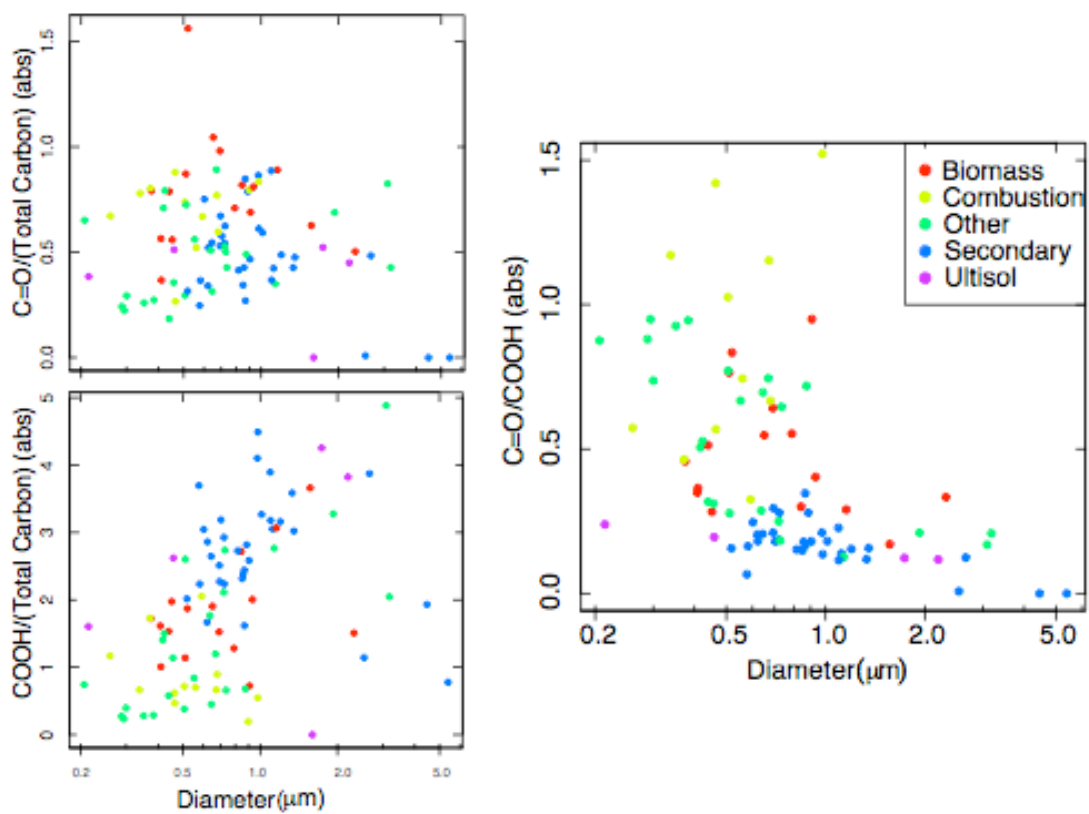 C=O/(Total Carbon) (abs)
1.5
1.0
0.5
0.0
COOH/(Total Carbon) (abs)
5
4
3
2
1
0
0.2 0.5 1.0 2.0 5.0
Diameter(μm)
C=O/COOH (abs)
1.5
1.0
0.5
0.0
Biomass
Combustion
Other
Secondary
Ultisol
0.2 0.5 1.0 2.0 5.0
Diameter(μm)